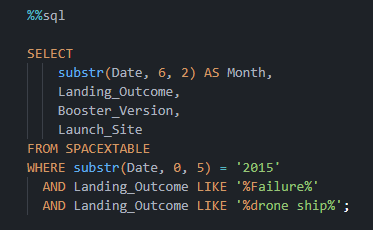 %%sql
SELECT
substr(Date, 6, 2) AS Month,
Landing_Outcome,
Booster_Version,
Launch_Site
FROM SPACEXTABLE
WHERE substr(Date, 0, 5) = '2015'
AND Landing_Outcome LIKE '%Failure%'
AND Landing_Outcome LIKE '%drone ship%';